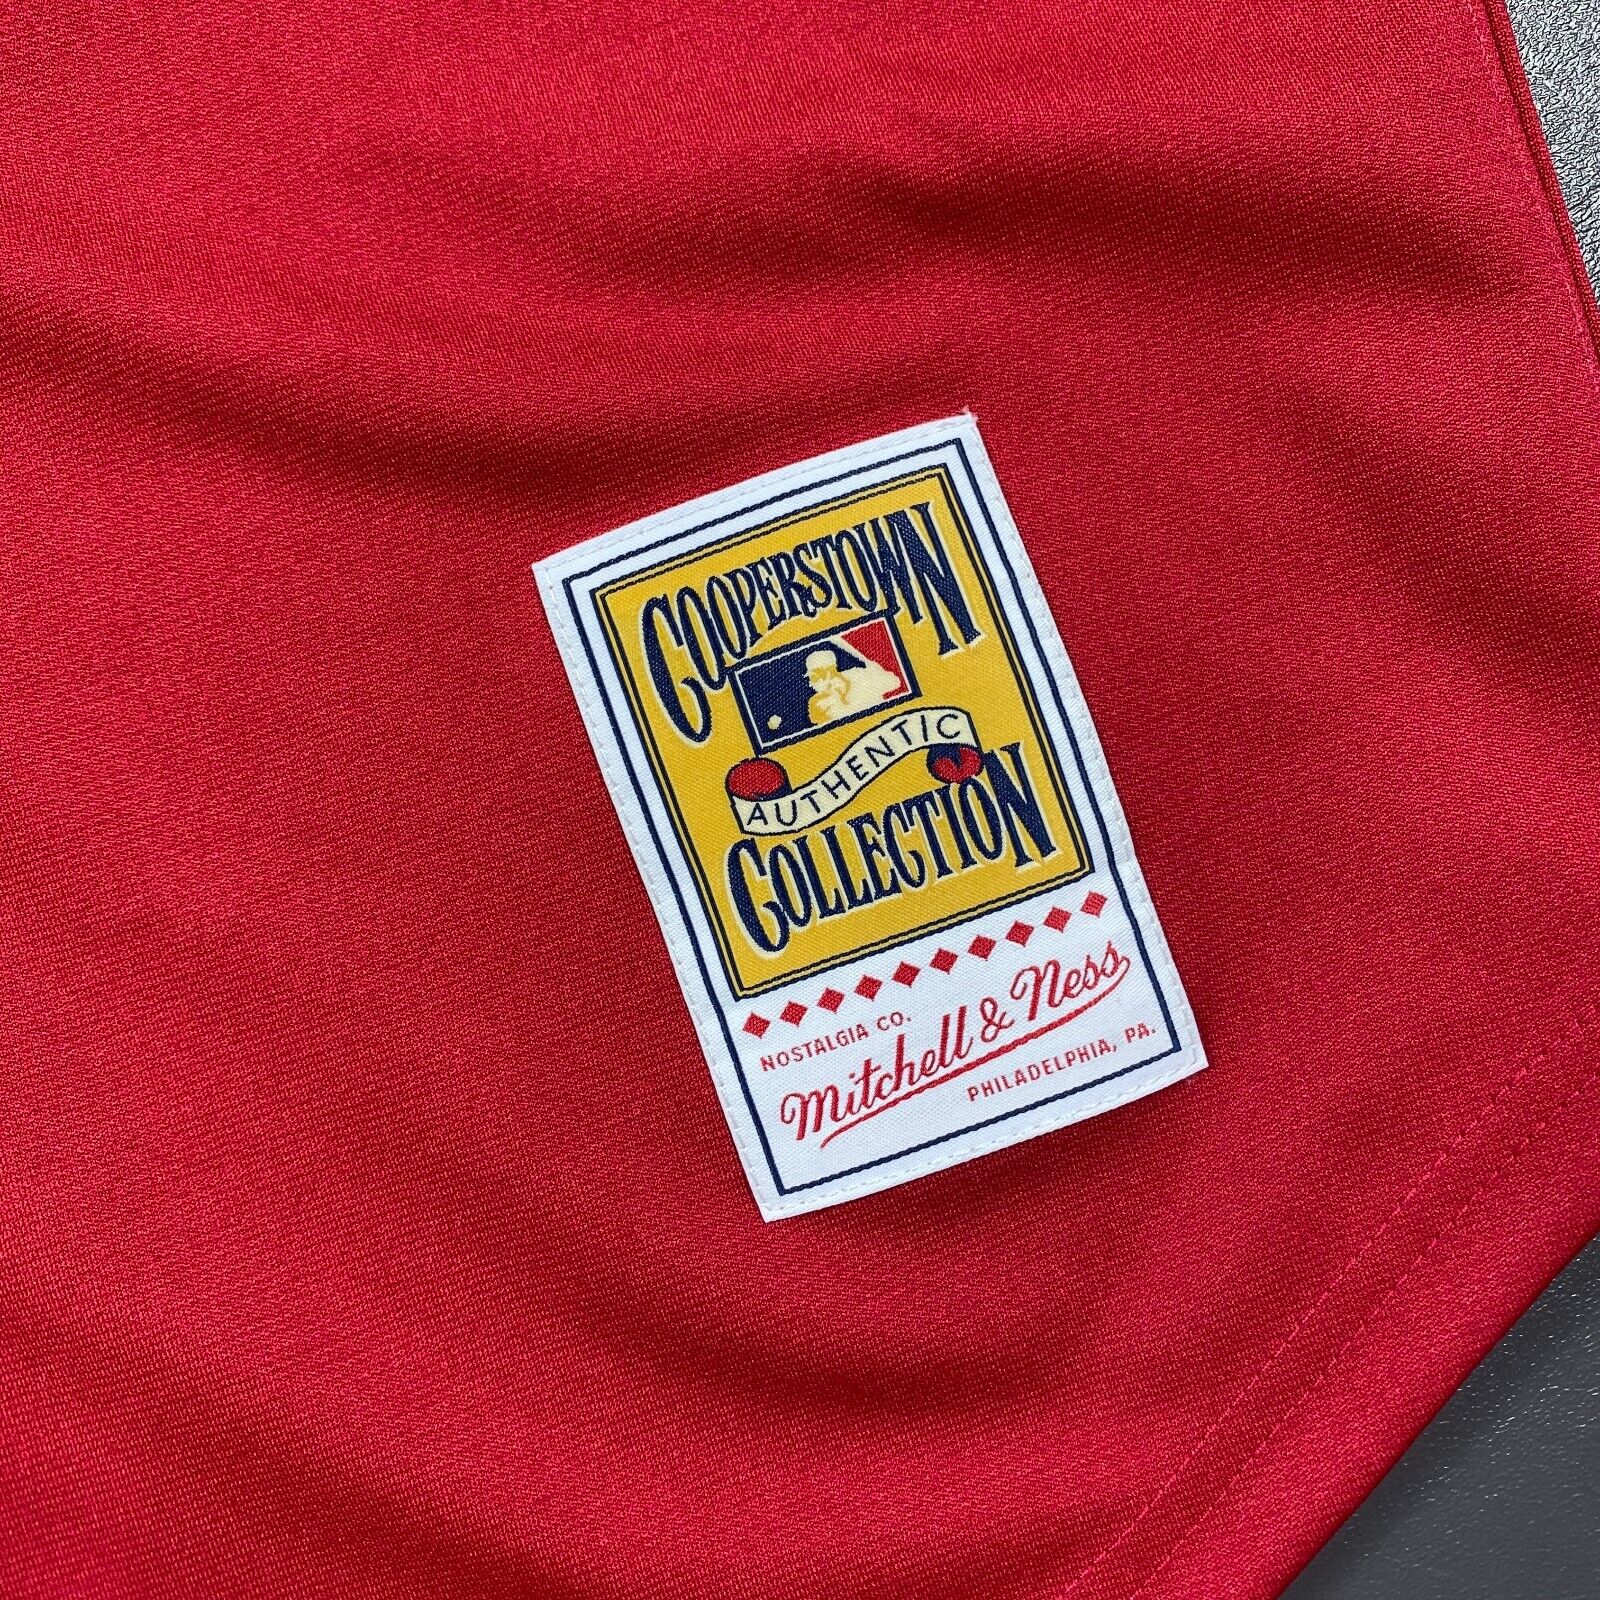 COOPERSTOWN
AUTHENTIC
COLLECTION
NOSTALGIA CO.
Mitchell & Ness
PHILADELPHIA, PA.